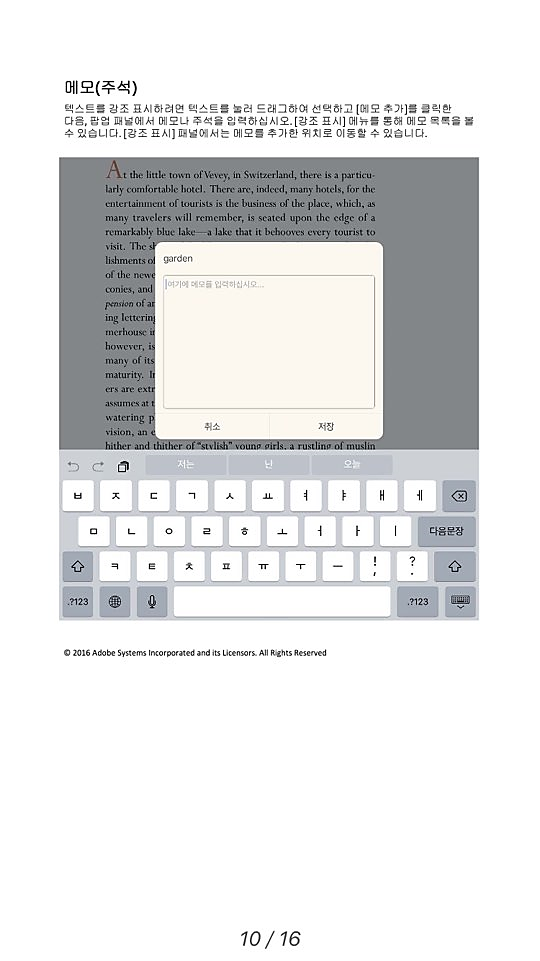 메모(주석)
텍스트를 강조 표시하려면 텍스트를 눌러 드래그하여 선택하고 [메모 추가]를 클릭한
다음, 팝업 패널에서 메모나 주석을 입력하십시오. [강조 표시] 메뉴를 통해 메모 목록을 볼
수 있습니다. [강조 표시] 패널에서는 메모를 추가한 위치로 이동할 수 있습니다.
At the little town of Vevey, in Switzerland, there is a particu-
larly comfortable hotel. There are, indeed, many hotels, for the
entertainment of tourists is the business of the place, which, as
many travelers will remember, is seated upon the edge of a
remarkably blue lake—a lake that it behooves every tourist to
visit. The sh
lishments of
of the newe
conies, and
pension of an
ing lettering
merhouse in
however, is
many of its
maturity. In
ers are extr
assumes at t
watering pl
vision, an e
hither and thither of “stylish” young girls, a rustling of muslin
garden
여기에 메모를 입력하십시오...
취소 저장
저는 난 오늘
ㅂ ㅈ ㄷ ㄱ ㅅ ㅛ ㅕ ㅑ ㅐ ㅔ
ㅁ ㄴ ㅇ ㄹ ㅎ ㅗ ㅓ ㅏ ㅣ 다음문장
ㅋ ㅌ ㅊ ㅍ ㅠ ㅜ ㅡ ! , ? .
.?123 .?123
© 2016 Adobe Systems Incorporated and its Licensors. All Rights Reserved
10 / 16